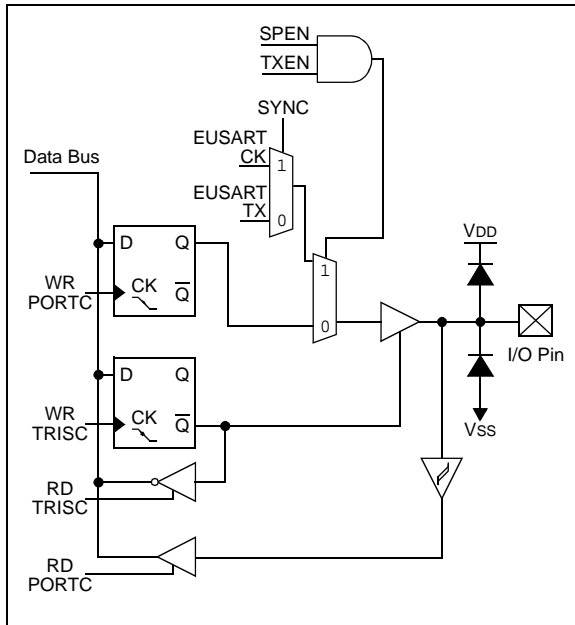 SPEN
TXEN
SYNC
EUSART
CK
1
Data Bus
EUSART
TX
0
D Q
VDD
1
WR
PORTC
CK
Q
0
I/O Pin
D Q
WR
TRISC
CK
Q
VSS
RD
TRISC
RD
PORTC